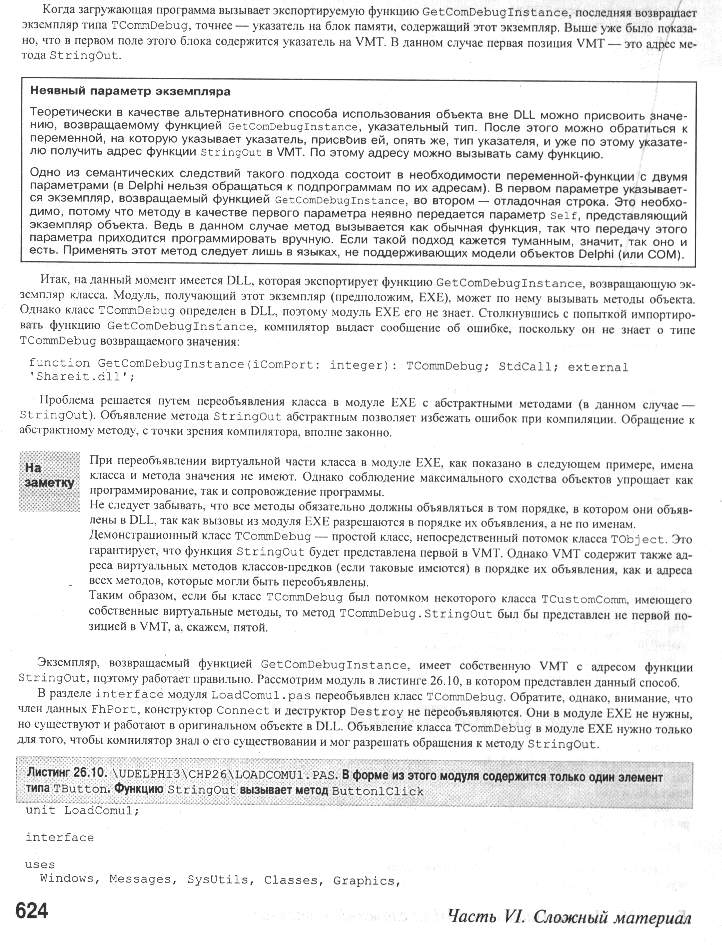 Когда загружающая программа вызывает экспортируемую функцию GetComDebugInstance, последняя возвращает
экземпляр типа TCommDebug, точнее — указатель на блок памяти, содержащий этот экземпляр. Выше уже было показа-
но, что в первом поле этого блока содержится указатель на VMT. В данном случае первая позиция VMT — это адрес ме-
тода StringOut.
Неявный параметр экземпляра
Теоретически в качестве альтернативного способа использования объекта вне DLL можно присвоить значе-
нию, возвращаемому функцией GetComDebugInstance, указательный тип. После этого можно обратиться к
переменной, на которую указывает указатель, присвоив ей, опять же, тип указателя, и уже по этому указате-
лю получить адрес функции StringOut в VMT. По этому адресу можно вызывать саму функцию.
Одно из семантических следствий такого подхода состоит в необходимости переменной-функции с двумя
параметрами (в Delphi нельзя обращаться к подпрограммам по их адресам). В первом параметре указывает-
ся экземпляр, возвращаемый функцией GetComDebugInstance, во втором — отладочная строка. Это необхо-
димо, потому что методу в качестве первого параметра неявно передается параметр Self, представляющий
экземпляр объекта. Ведь в данном случае метод вызывается как обычная функция, так что передачу этого
параметра приходится программировать вручную. Если такой подход кажется туманным, значит, так оно и
есть. Применять этот метод следует лишь в языках, не поддерживающих модели объектов Delphi (или COM).
Итак, на данный момент имеется DLL, которая экспортирует функцию GetComDebugInstance, возвращающую эк-
земпляр класса. Модуль, получающий этот экземпляр (предположим, EXE), может по нему вызывать методы объекта.
Однако класс TCommDebug определен в DLL, поэтому модуль EXE его не знает. Столкнувшись с попыткой импортиро-
вать функцию GetComDebugInstance, компилятор выдаст сообщение об ошибке, поскольку он не знает о типе
TCommDebug возвращаемого значения:
function GetComDebugInstance(iComPort: integer): TCommDebug; StdCall; external
'Shareit.dll';
Проблема решается путем переобъявления класса в модуле EXE с абстрактными методами (в данном случае —
StringOut). Объявление метода StringOut абстрактным позволяет избежать ошибок при компиляции. Обращение к
абстрактному методу, с точки зрения компилятора, вполне законно.
На
заметку
При переобъявлении виртуальной части класса в модуле EXE, как показано в следующем примере, имена
класса и метода значения не имеют. Однако соблюдение максимального сходства объектов упрощает как
программирование, так и сопровождение программы.
Не следует забывать, что все методы обязательно должны объявляться в том порядке, в котором они объяв-
лены в DLL, так как вызовы из модуля EXE разрешаются в порядке их объявления, а не по именам.
Демонстрационный класс TCommDebug — простой класс, непосредственный потомок класса TObject. Это
гарантирует, что функция StringOut будет представлена первой в VMT. Однако VMT содержит также ад-
реса виртуальных методов классов-предков (если таковые имеются) в порядке их объявления, как и адреса
всех методов, которые могли быть переобъявлены.
Таким образом, если бы класс TCommDebug был потомком некоторого класса TCustomComm, имеющего
собственные виртуальные методы, то метод TCommDebug.StringOut был бы представлен не первой по-
зицией в VMT, а, скажем, пятой.
Экземпляр, возвращаемый функцией GetComDebugInstance, имеет собственную VMT с адресом функции
StringOut, поэтому работает правильно. Рассмотрим модуль в листинге 26.10, в котором представлен данный способ.
В разделе interface модуля LoadComu1.pas переобъявлен класс TCommDebug. Обратите, однако, внимание, что
член данных FhPort, конструктор Connect и деструктор Destroy не переобъявляются. Они в модуле EXE не нужны,
но существуют и работают в оригинальном объекте в DLL. Объявление класса TCommDebug в модуле EXE нужно только
для того, чтобы компилятор знал о его существовании и мог разрешать обращения к методу StringOut.
Листинг 26.10. \UDELPHI3\CHP26\LOADCOMU1.PAS. В форме из этого модуля содержится только один элемент
типа TButton. Функцию StringOut вызывает метод Button1Click
unit LoadComu1;
interface
uses
Windows, Messages, SysUtils, Classes, Graphics,
624
Часть VI. Сложный материал